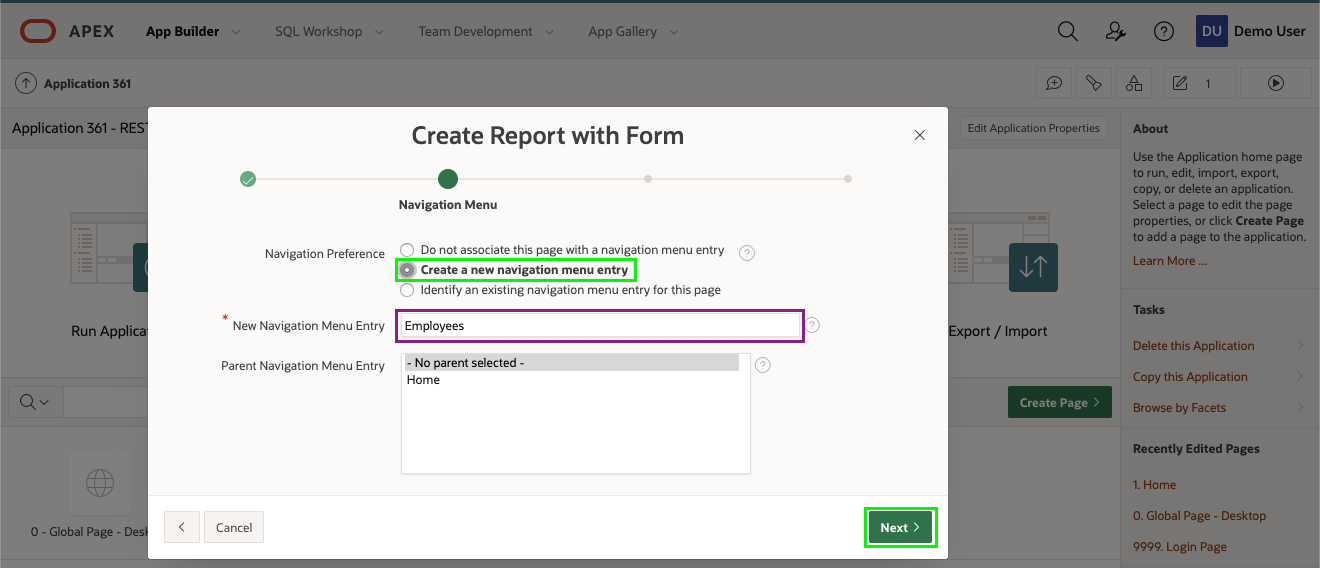 APEX App Builder SQL Workshop Team Development App Gallery DU Demo User
Application 361 1
Application 361 - REST Edit Application Properties
Create Report with Form
Navigation Menu
Navigation Preference
Do not associate this page with a navigation menu entry ?
Create a new navigation menu entry
Identify an existing navigation menu entry for this page
* New Navigation Menu Entry Employees ?
Parent Navigation Menu Entry - No parent selected - ?
Home
Cancel Next
Run Applica
Export / Import
Create Page
0 - Global Page - Desk
About
Use the Application home page
to run, edit, import, export,
copy, or delete an application.
Select a page to edit the page
properties, or click Create Page
to add a page to the application.
Learn More ...
Tasks
Delete this Application
Copy this Application
Browse by Facets
Recently Edited Pages
1. Home
0. Global Page - Desktop
9999. Login Page